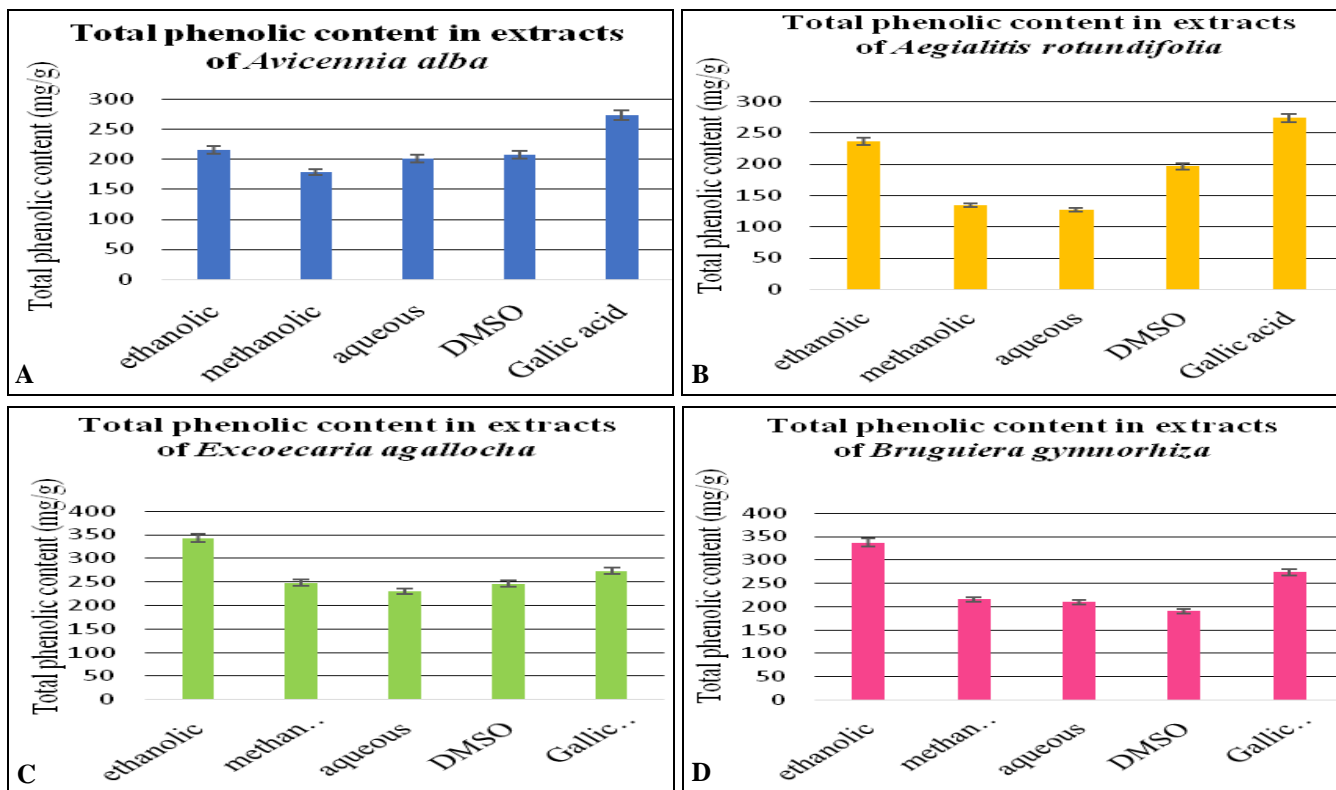 Total phenolic content in extracts
of Avicennia alba
Total phenolic content (mg/g)
300
250
200
150
100
50
0
ethanolic
methanolic
aqueous
DMSO
Gallic acid
A
Total phenolic content in extracts
of Aegialitis rotundifolia
Total phenolic content (mg/g)
300
250
200
150
100
50
0
ethanolic
methanolic
aqueous
DMSO
Gallic acid
B
Total phenolic content in extracts
of Excoecaria agallocha
Total phenolic content (mg/g)
400
350
300
250
200
150
100
50
0
ethanolic
methan...
aqueous
DMSO
Gallic...
C
Total phenolic content in extracts
of Bruguiera gymnorhiza
Total phenolic content (mg/g)
400
350
300
250
200
150
100
50
0
ethanolic
methan...
aqueous
DMSO
Gallic...
D